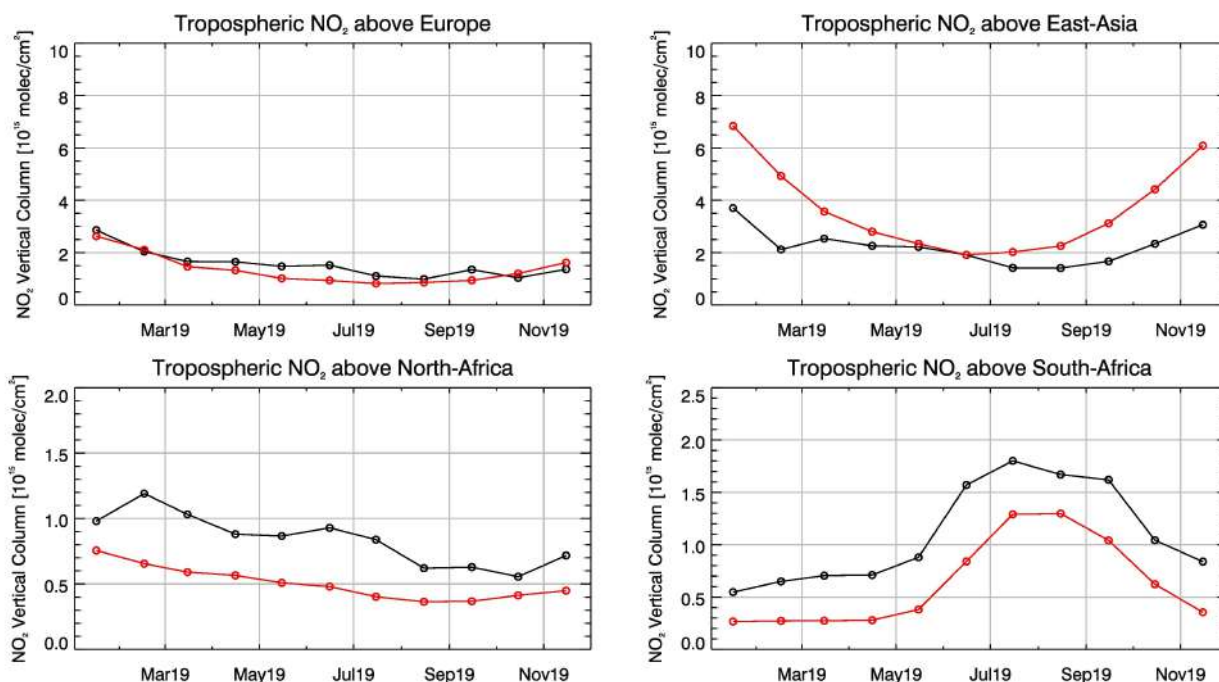 Tropospheric NO₂ above Europe
NO₂ Vertical Column [10¹⁵ molec/cm²]
10
8
6
4
2
0
Mar19 May19 Jul19 Sep19 Nov19
Tropospheric NO₂ above East-Asia
NO₂ Vertical Column [10¹⁵ molec/cm²]
10
8
6
4
2
0
Mar19 May19 Jul19 Sep19 Nov19
Tropospheric NO₂ above North-Africa
NO₂ Vertical Column [10¹⁵ molec/cm²]
2.0
1.5
1.0
0.5
0.0
Mar19 May19 Jul19 Sep19 Nov19
Tropospheric NO₂ above South-Africa
NO₂ Vertical Column [10¹⁵ molec/cm²]
2.5
2.0
1.5
1.0
0.5
0.0
Mar19 May19 Jul19 Sep19 Nov19